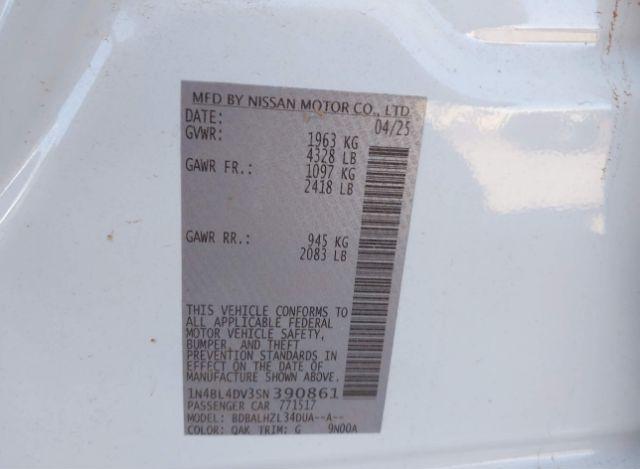 MFD BY NISSAN MOTOR CO., LTD
DATE: 04/25
GVWR: 1963 KG
4328 LB
GAWR FR.: 1097 KG
2418 LB
GAWR RR.: 945 KG
2083 LB
THIS VEHICLE CONFORMS TO
ALL APPLICABLE FEDERAL
MOTOR VEHICLE SAFETY,
BUMPER, AND THEFT
PREVENTION STANDARDS IN
EFFECT ON THE DATE OF
MANUFACTURE SHOWN ABOVE.
1N4BL4DV3SN390861
PASSENGER CAR 771517
MODEL: BDBALHZL34DUA--A--
COLOR: QAK TRIM: G 9N00A